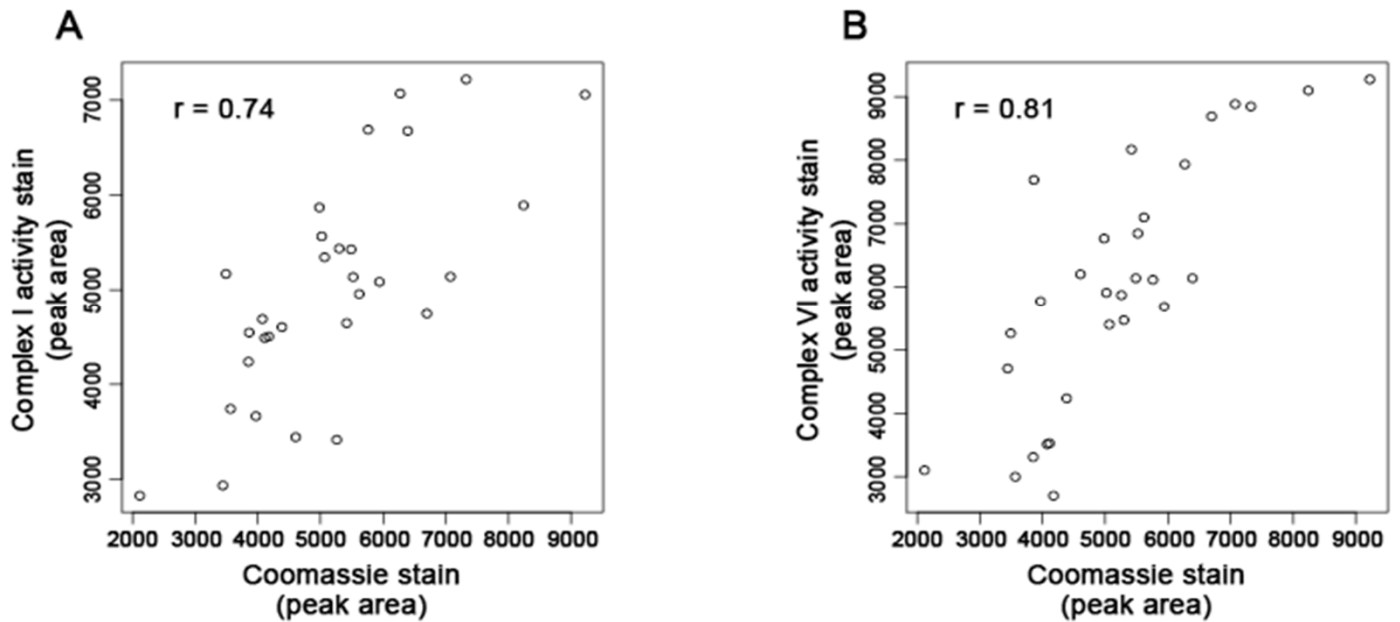 A
r = 0.74
Complex I activity stain
(peak area)
7000
6000
5000
4000
3000
2000 3000 4000 5000 6000 7000 8000 9000
Coomassie stain
(peak area)
B
r = 0.81
Complex VI activity stain
(peak area)
9000
8000
7000
6000
5000
4000
3000
2000 3000 4000 5000 6000 7000 8000 9000
Coomassie stain
(peak area)